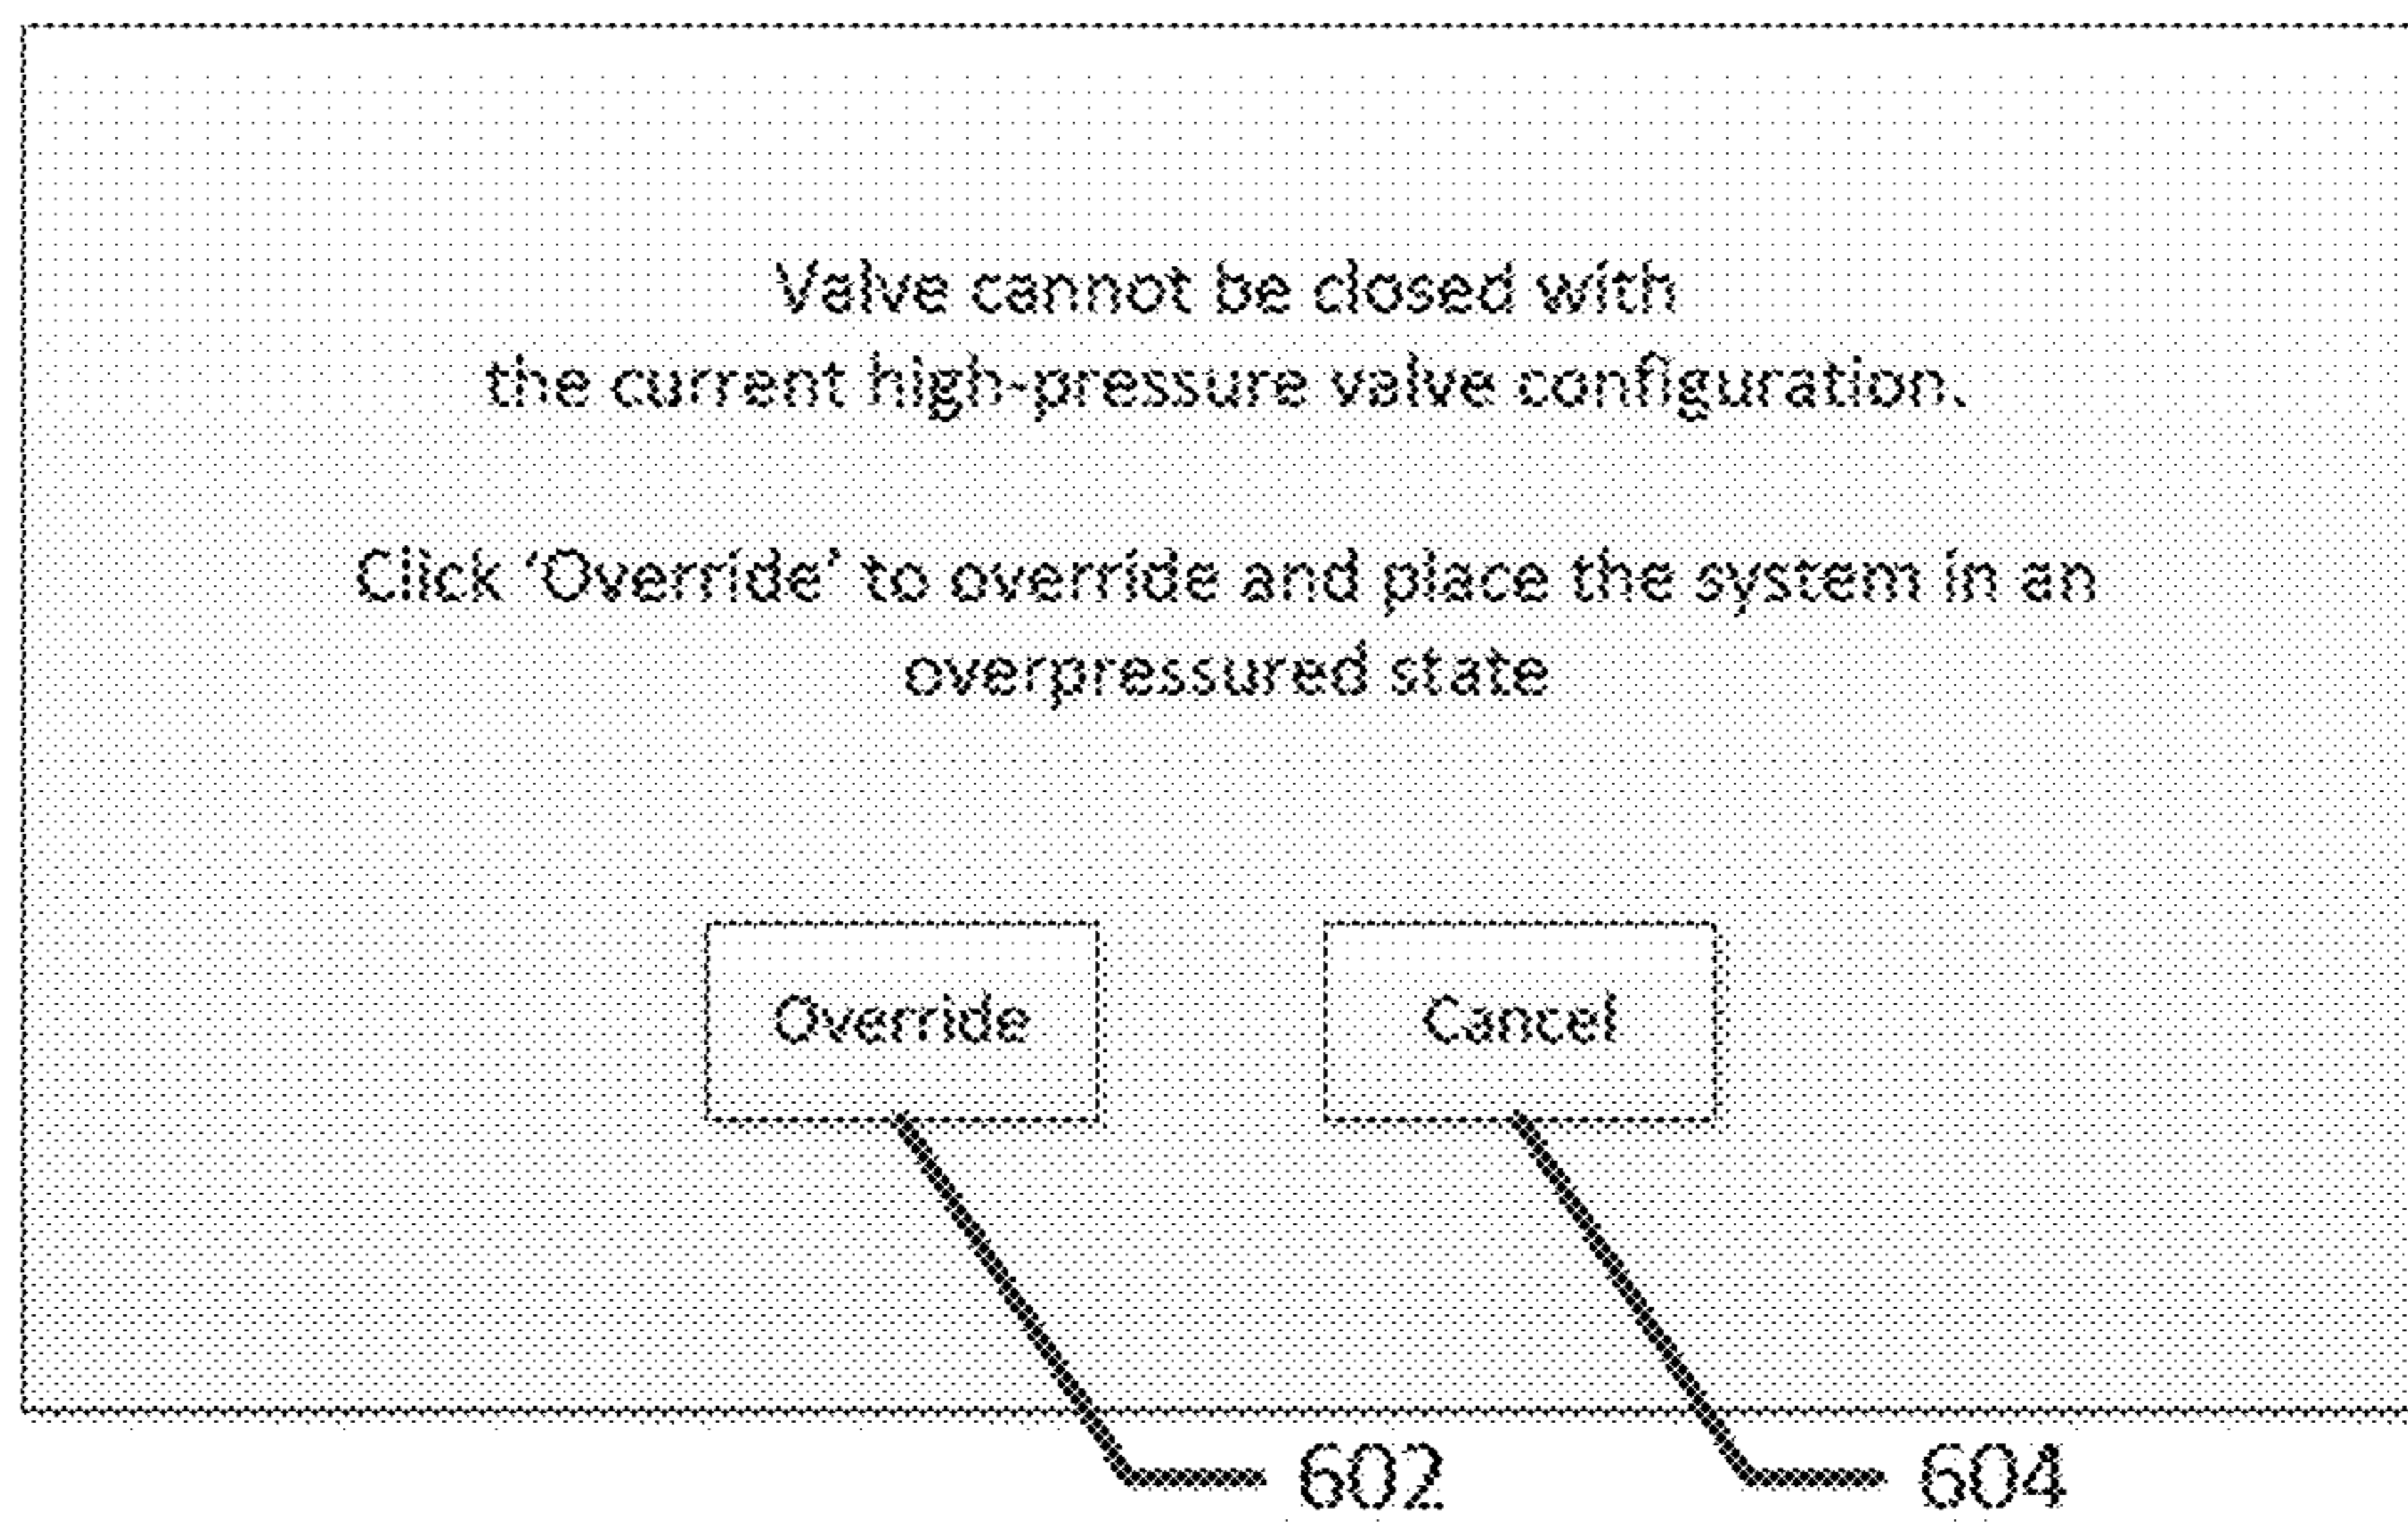 Valve cannot be closed with
the current high-pressure valve configuration.
Click ‘Override’ to override and place the system in an
overpressured state
Override
Cancel
602
604